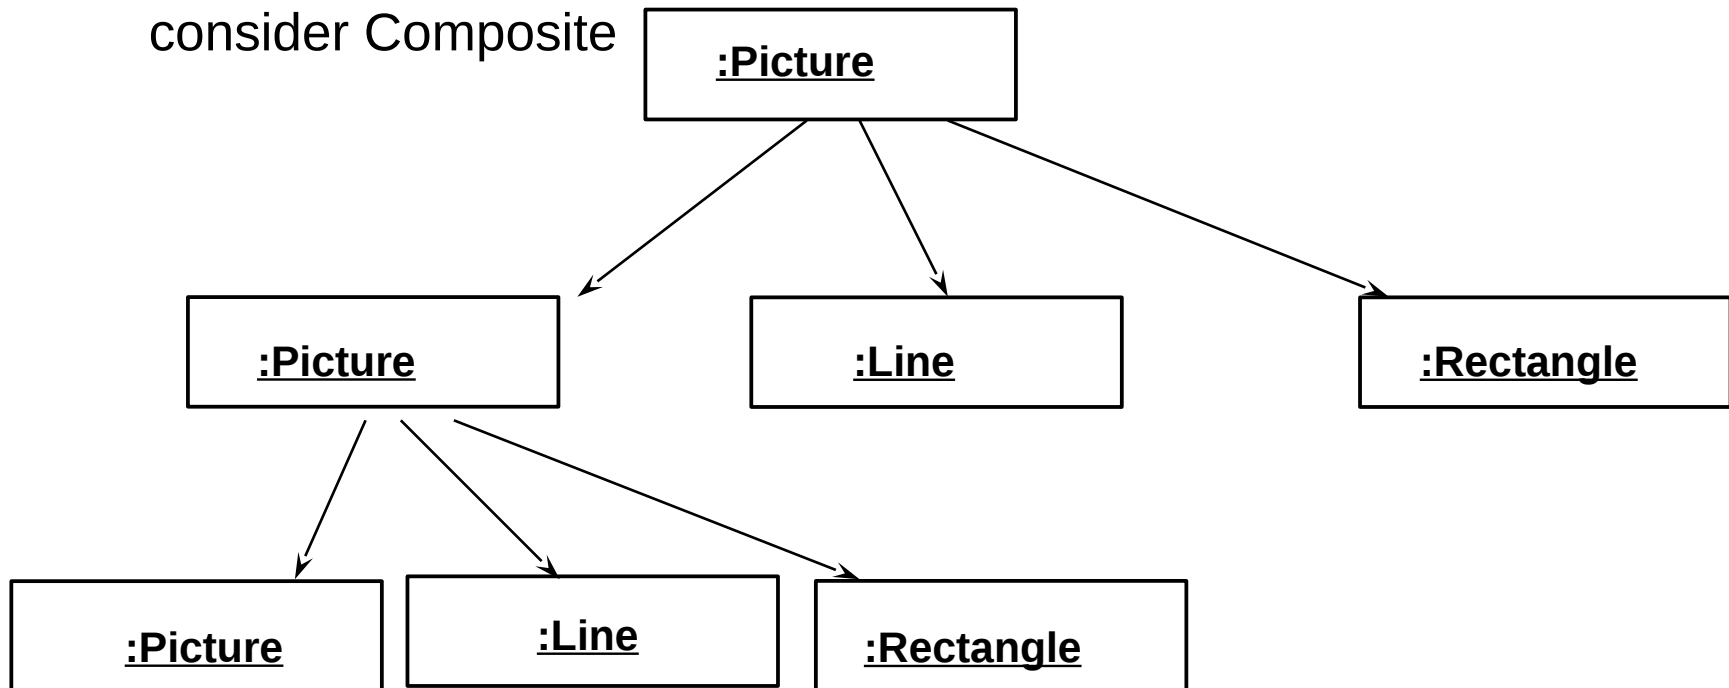 consider Composite
:Picture
:Picture
:Line
:Rectangle
:Picture
:Line
:Rectangle